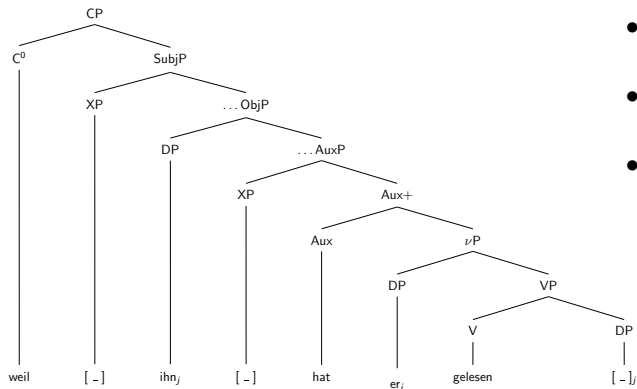 CP
C⁰ SubjP
XP …ObjP
DP …AuxP
XP Aux+
Aux νP
DP VP
V DP
weil [ _ ] ihnⱼ [ _ ] hat erᵢ gelesen [ _ ]ⱼ